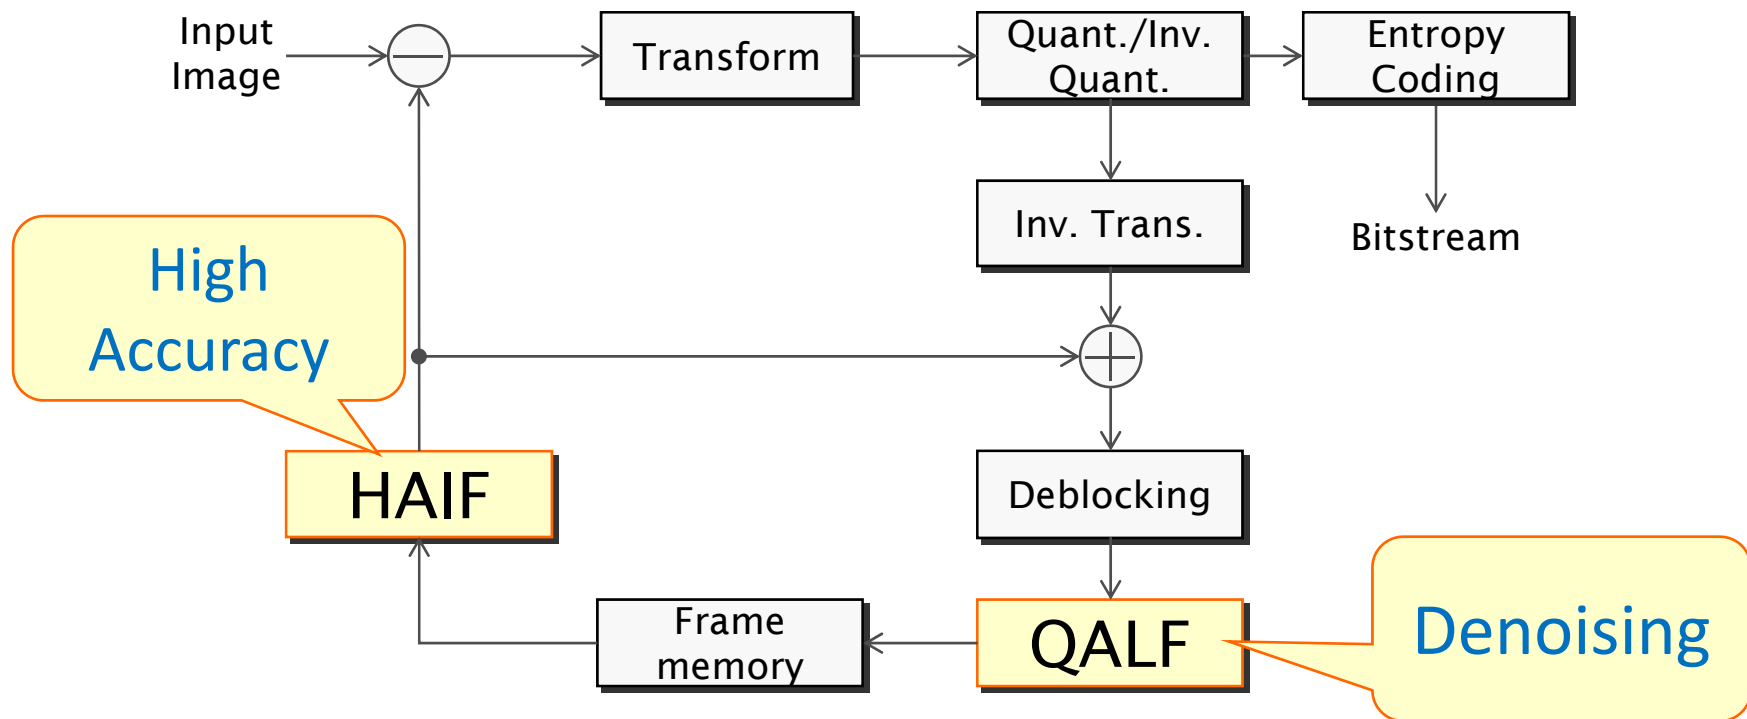 Input
Image
Transform
Quant./Inv.
Quant.
Entropy
Coding
Inv. Trans.
Bitstream
High
Accuracy
HAIF
Deblocking
Frame
memory
QALF
Denoising